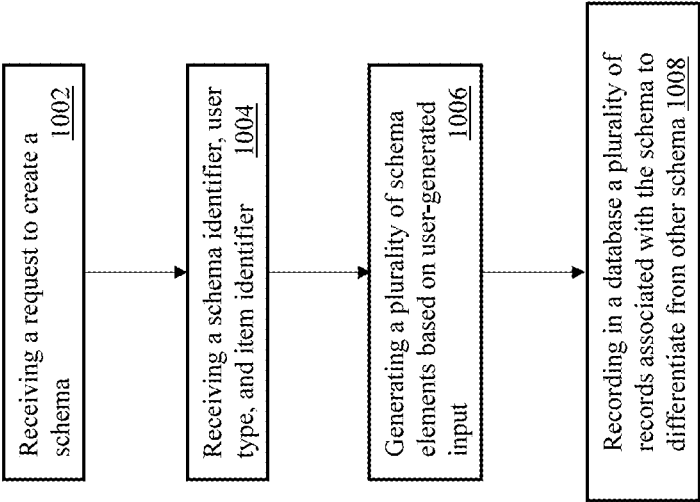 Receiving a request to create a
schema 1002
Receiving a schema identifier, user
type, and item identifier 1004
Generating a plurality of schema
elements based on user-generated
input 1006
Recording in a database a plurality of
records associated with the schema to
differentiate from other schema 1008